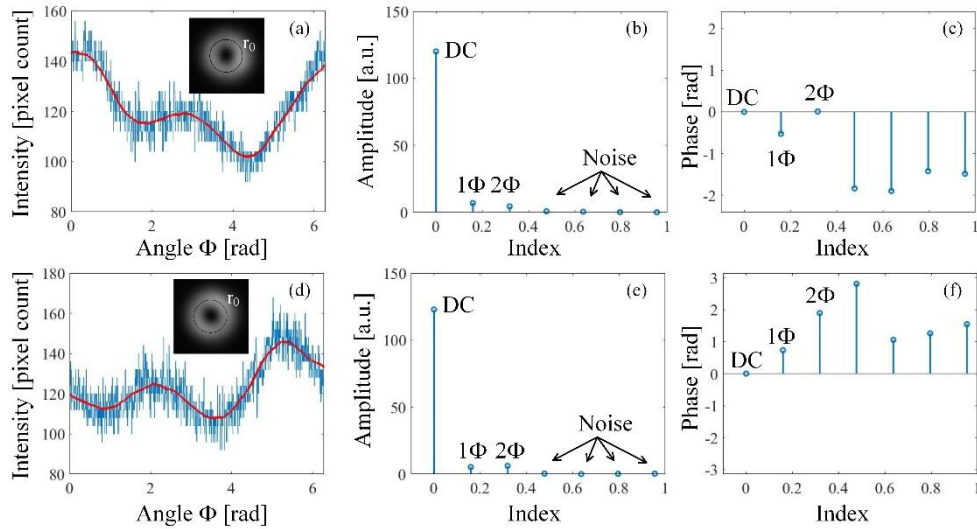 Intensity [pixel count]
160
140
120
100
80
0
2
4
6
Angle Φ [rad]
r0
(a)
Amplitude [a.u.]
150
100
50
0
0
0.2
0.4
0.6
0.8
1
Index
DC
1Φ 2Φ
Noise
(b)
Phase [rad]
2
1
0
-1
-2
0
0.2
0.4
0.6
0.8
1
Index
DC
1Φ
2Φ
(c)
Intensity [pixel count]
180
160
140
120
100
80
0
2
4
6
Angle Φ [rad]
r0
(d)
Amplitude [a.u.]
150
100
50
0
0
0.2
0.4
0.6
0.8
1
Index
DC
1Φ 2Φ
Noise
(e)
Phase [rad]
3
2
1
0
-1
-2
-3
0
0.2
0.4
0.6
0.8
1
Index
DC
1Φ
2Φ
(f)